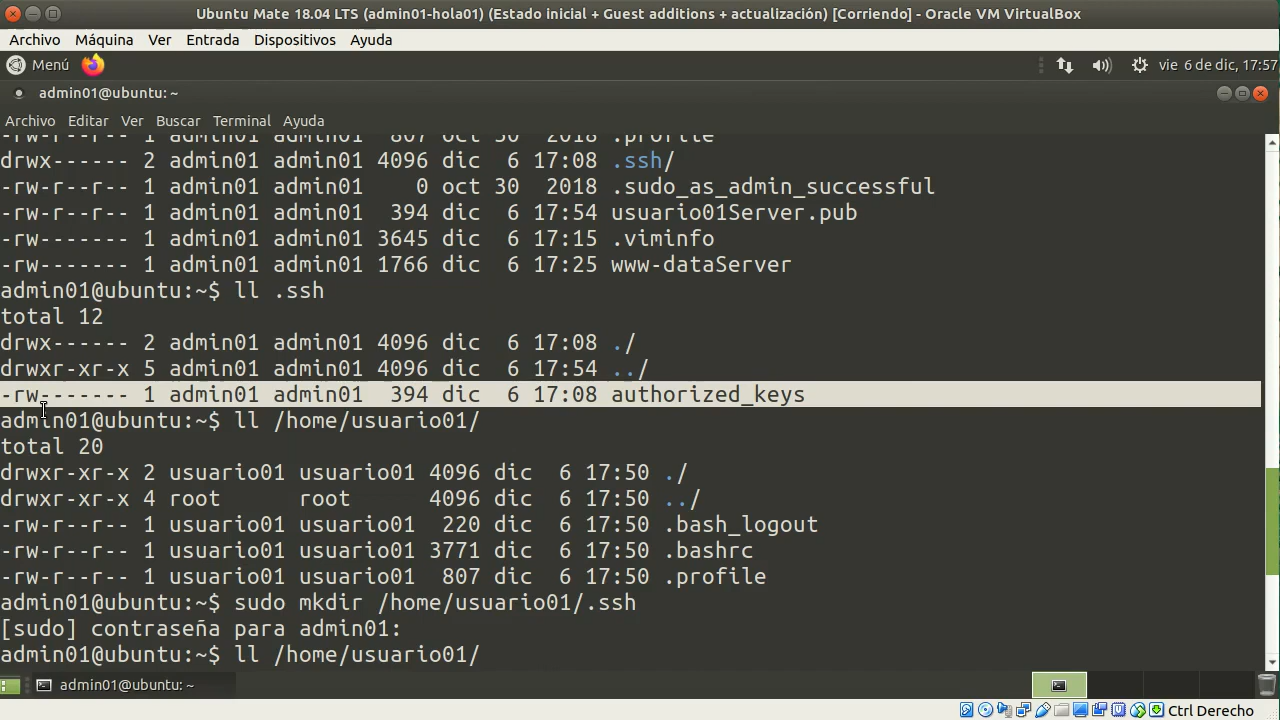 Ubuntu Mate 18.04 LTS (admin01-hola01) (Estado inicial + Guest additions + actualización) [Corriendo] - Oracle VM VirtualBox
Archivo Máquina Ver Entrada Dispositivos Ayuda
Menú vie 6 de dic, 17:57
admin01@ubuntu: ~
Archivo Editar Ver Buscar Terminal Ayuda
-rw-r--r-- 1 admin01 admin01 807 oct 30 2018 .profile
drwx------ 2 admin01 admin01 4096 dic 6 17:08 .ssh/
-rw-r--r-- 1 admin01 admin01 0 oct 30 2018 .sudo_as_admin_successful
-rw-r--r-- 1 admin01 admin01 394 dic 6 17:54 usuario01Server.pub
-rw------- 1 admin01 admin01 3645 dic 6 17:15 .viminfo
-rw------- 1 admin01 admin01 1766 dic 6 17:25 www-dataServer
admin01@ubuntu:~$ ll .ssh
total 12
drwx------ 2 admin01 admin01 4096 dic 6 17:08 ./
drwxr-xr-x 5 admin01 admin01 4096 dic 6 17:54 ../
-rw------- 1 admin01 admin01 394 dic 6 17:08 authorized_keys
admin01@ubuntu:~$ ll /home/usuario01/
total 20
drwxr-xr-x 2 usuario01 usuario01 4096 dic 6 17:50 ./
drwxr-xr-x 4 root root 4096 dic 6 17:50 ../
-rw-r--r-- 1 usuario01 usuario01 220 dic 6 17:50 .bash_logout
-rw-r--r-- 1 usuario01 usuario01 3771 dic 6 17:50 .bashrc
-rw-r--r-- 1 usuario01 usuario01 807 dic 6 17:50 .profile
admin01@ubuntu:~$ sudo mkdir /home/usuario01/.ssh
[sudo] contraseña para admin01:
admin01@ubuntu:~$ ll /home/usuario01/
admin01@ubuntu: ~
Ctrl Derecho